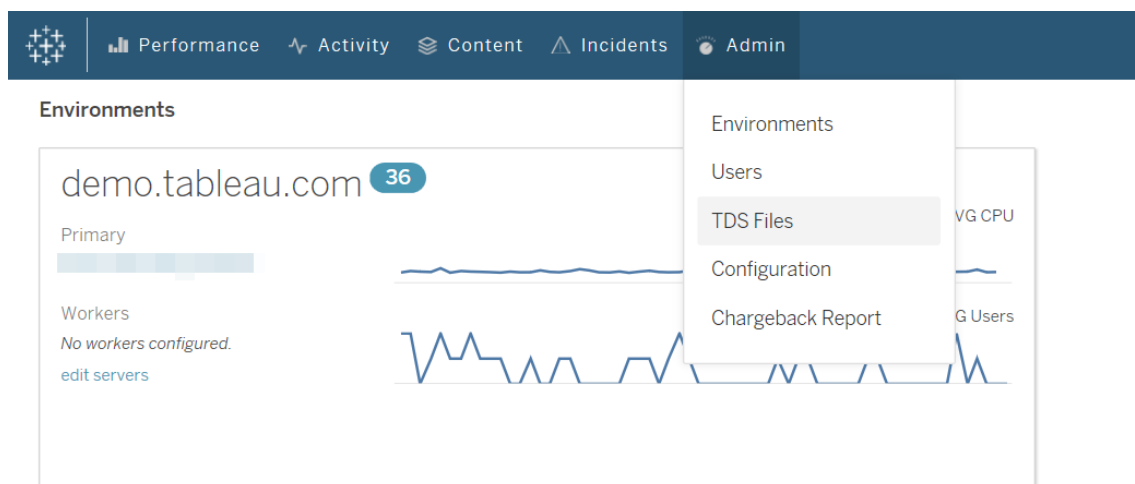 Performance Activity Content Incidents Admin
Environments
demo.tableau.com 36
Primary
Workers
No workers configured.
edit servers
Environments
Users
TDS Files
Configuration
Chargeback Report
VG CPU
G Users